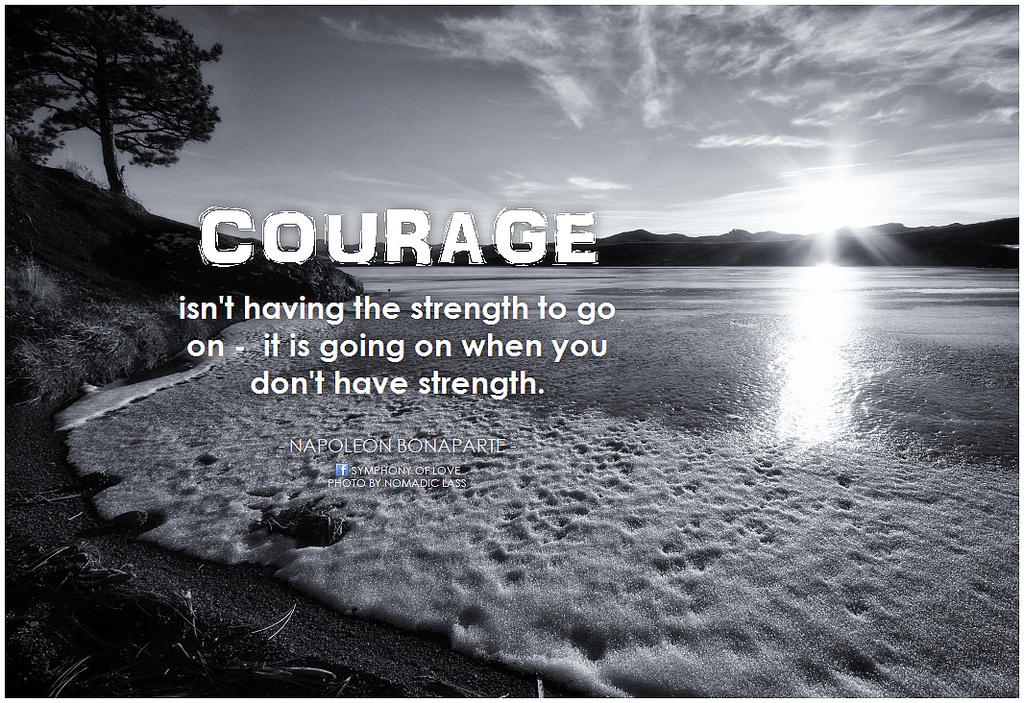 COURAGE
isn't having the strength to go
on - it is going on when you
don't have strength.
NAPOLEON BONAPARTE
f SYMPHONY OF LOVE
PHOTO BY NOMADIC LASS